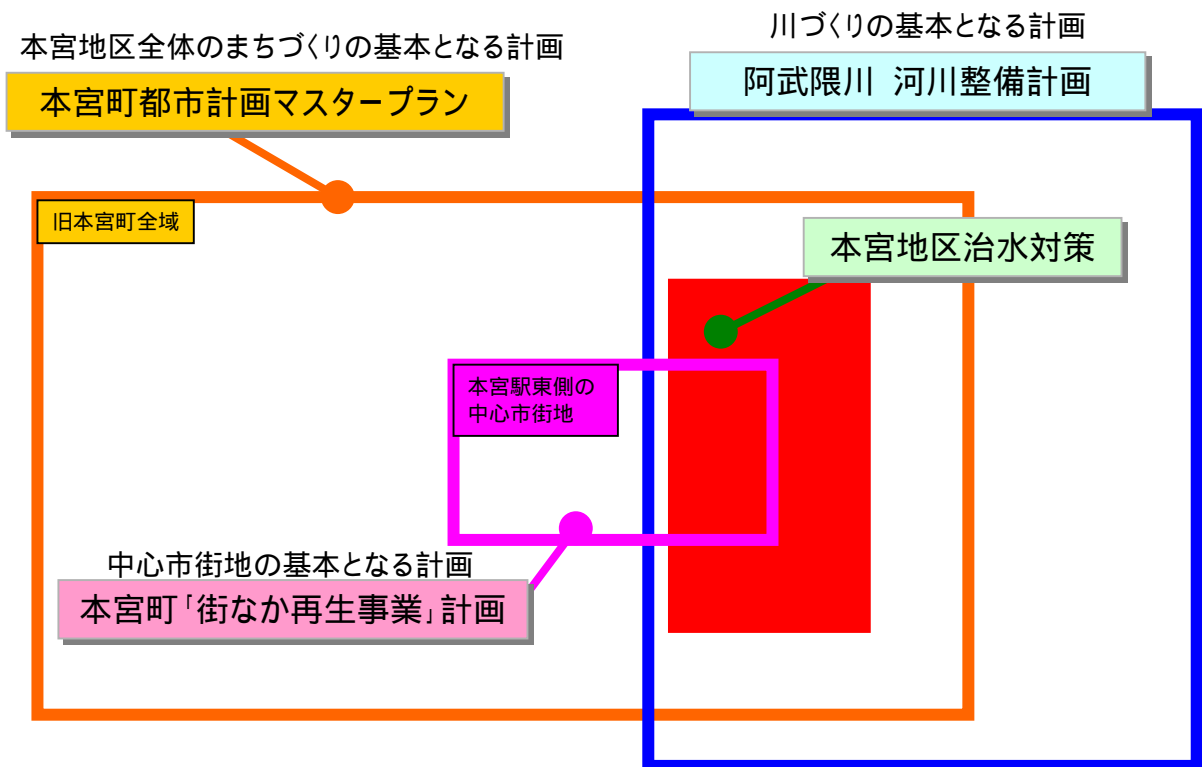 川づくりの基本となる計画
阿武隈川 河川整備計画
本宮地区全体のまちづくりの基本となる計画
本宮町都市計画マスタープラン
旧本宮町全域
本宮地区治水対策
本宮駅東側の
中心市街地
中心市街地の基本となる計画
本宮町「街なか再生事業」計画